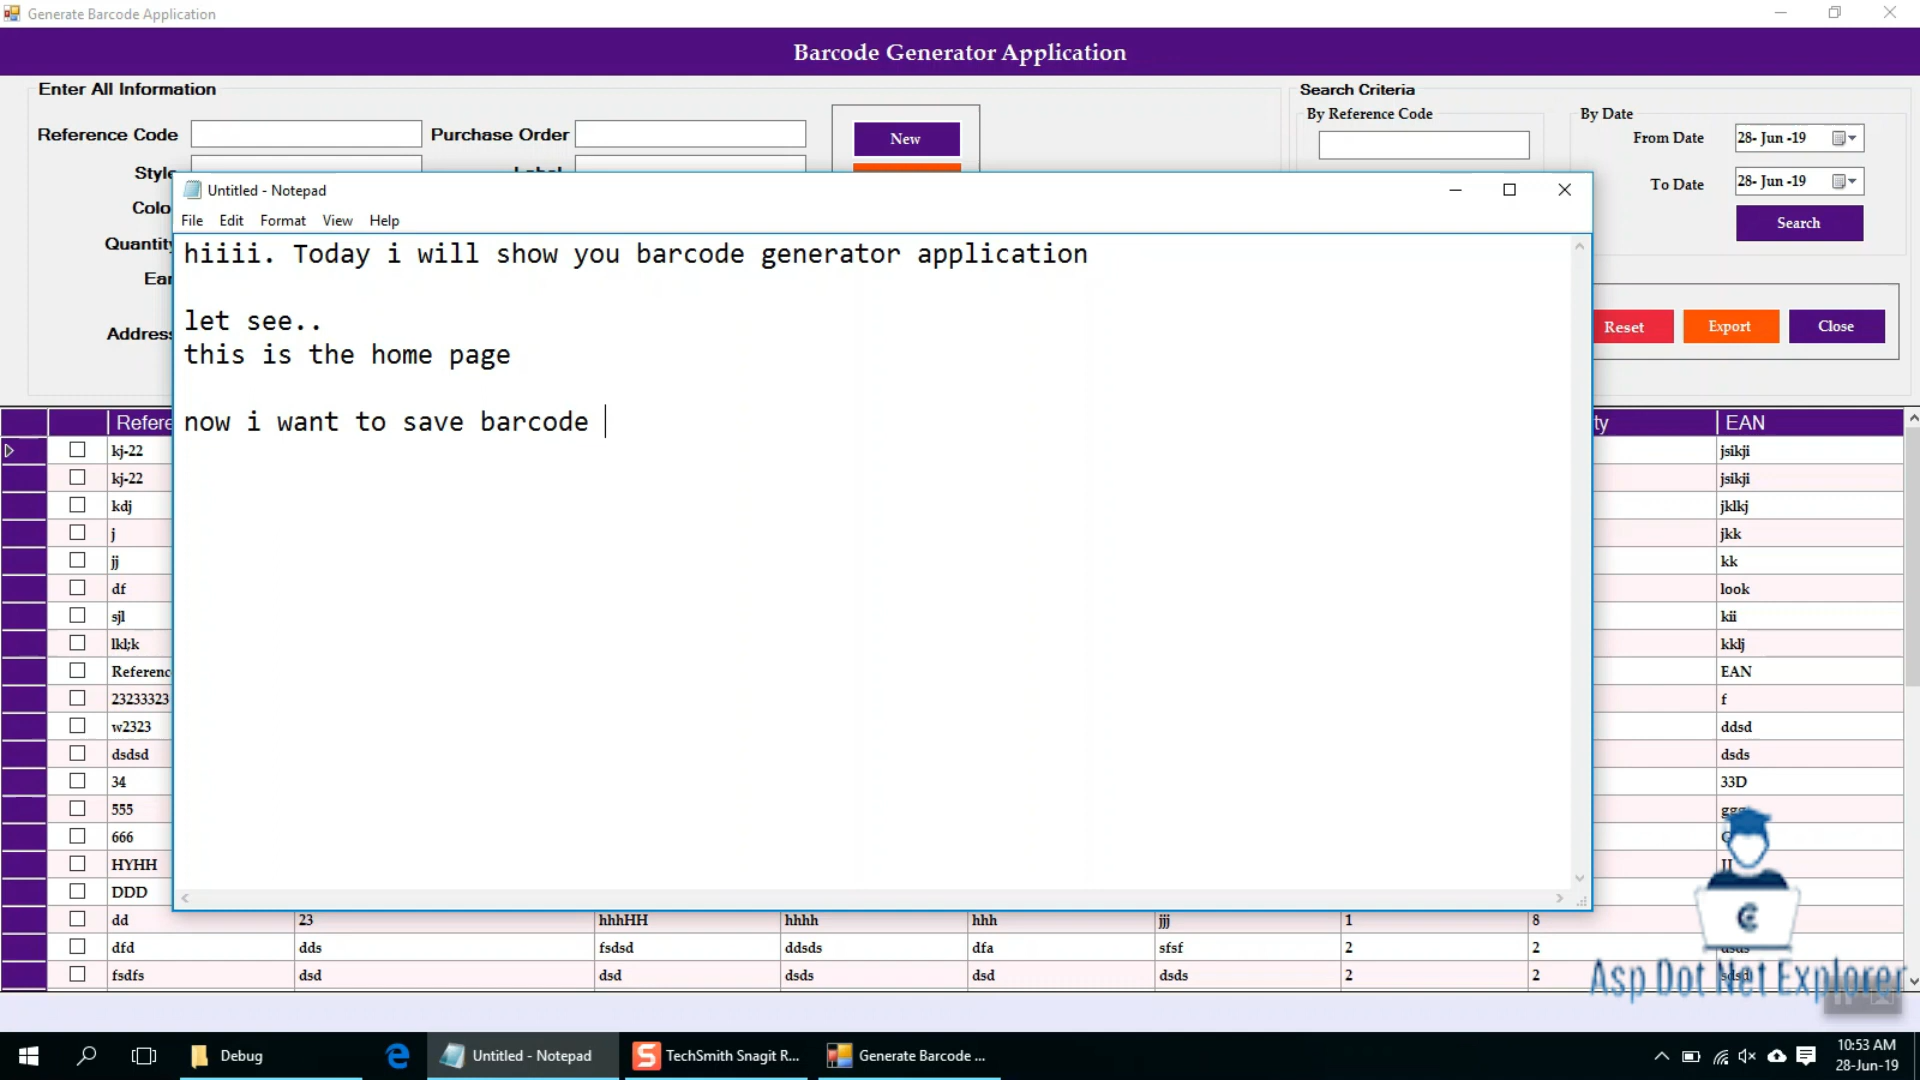 Generate Barcode Application
Barcode Generator Application
Enter All Information
Reference Code
Purchase Order
New
Style
Quantity
Address
Search Criteria
By Reference Code
By Date
From Date
28- Jun -19
To Date
28- Jun -19
Search
Reset
Export
Close
Untitled - Notepad
File Edit Format View Help
hiiii. Today i will show you barcode generator application
let see..
this is the home page
now i want to save barcode
EAN
kj-22 jsikji
kj-22 jsikji
kdj jklkj
j jkk
jj kk
df look
sjl kii
lkl;k kklj
EAN
23233323 f
w2323 ddsd
dsdsd dsds
34 33D
555
666
HYHH
DDD
dd 23 hhhHH hhhh hhh jjj 1 8
dfd dds fsdsd ddsds dfa sfsf 2 2
fsdfs dsd dsd dsds dsd dsds 2 2
Asp Dot Net Explorer
Debug
Untitled - Notepad
TechSmith Snagit R...
Generate Barcode ...
10:53 AM
28-Jun-19